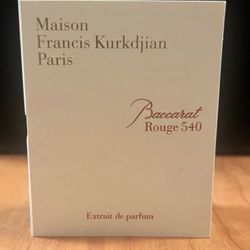 Maison
Francis Kurkdjian
Paris
Baccarat
Rouge 540
Extrait de parfum